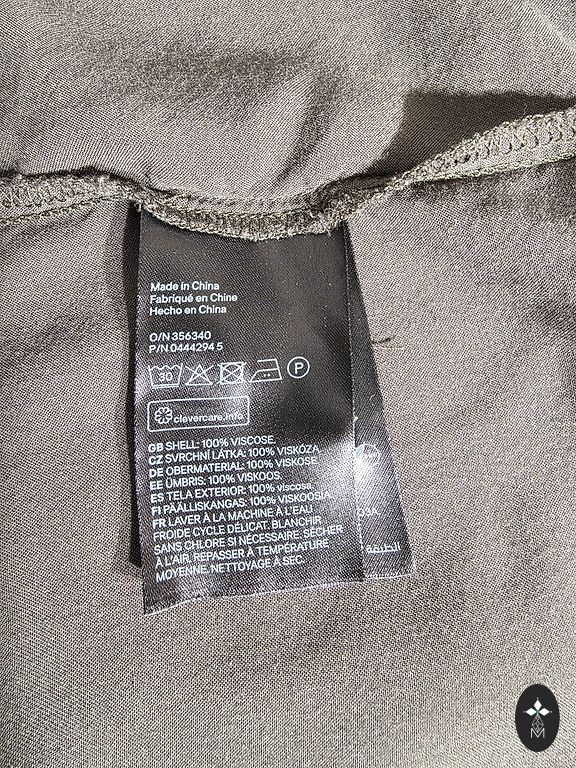 Made in China
Fabriqué en Chine
Hecho en China
O/N 356340
P/N 0444294 5
30
P
clevercare.info
GB SHELL: 100% VISCOSE.
CZ SVRCHNÍ LÁTKA: 100% VISKÓZA
DE OBERMATERIAL: 100% VISKOSE.
EE ÜMBRIS: 100% VISKOOS.
ES TELA EXTERIOR: 100% viscosa.
FI PÄÄLLISKANGAS: 100% VISKOOSIA
FR LAVER À LA MACHINE À L'EAU
FROIDE CYCLE DÉLICAT. BLANCHIR
SANS CHLORE SI NÉCESSAIRE. SÉCHER
À L'AIR. REPASSER À TEMPÉRATURE
MOYENNE. NETTOYAGE À SEC.
03A
الطبقة
M